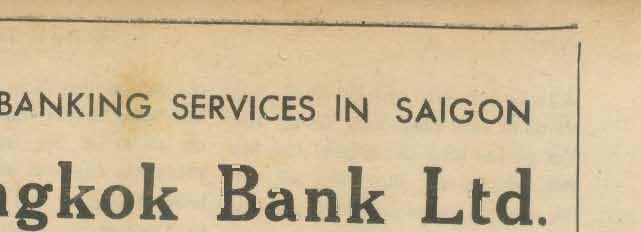 BANKING SERVICES IN SAIGON
ngkok Bank Ltd.